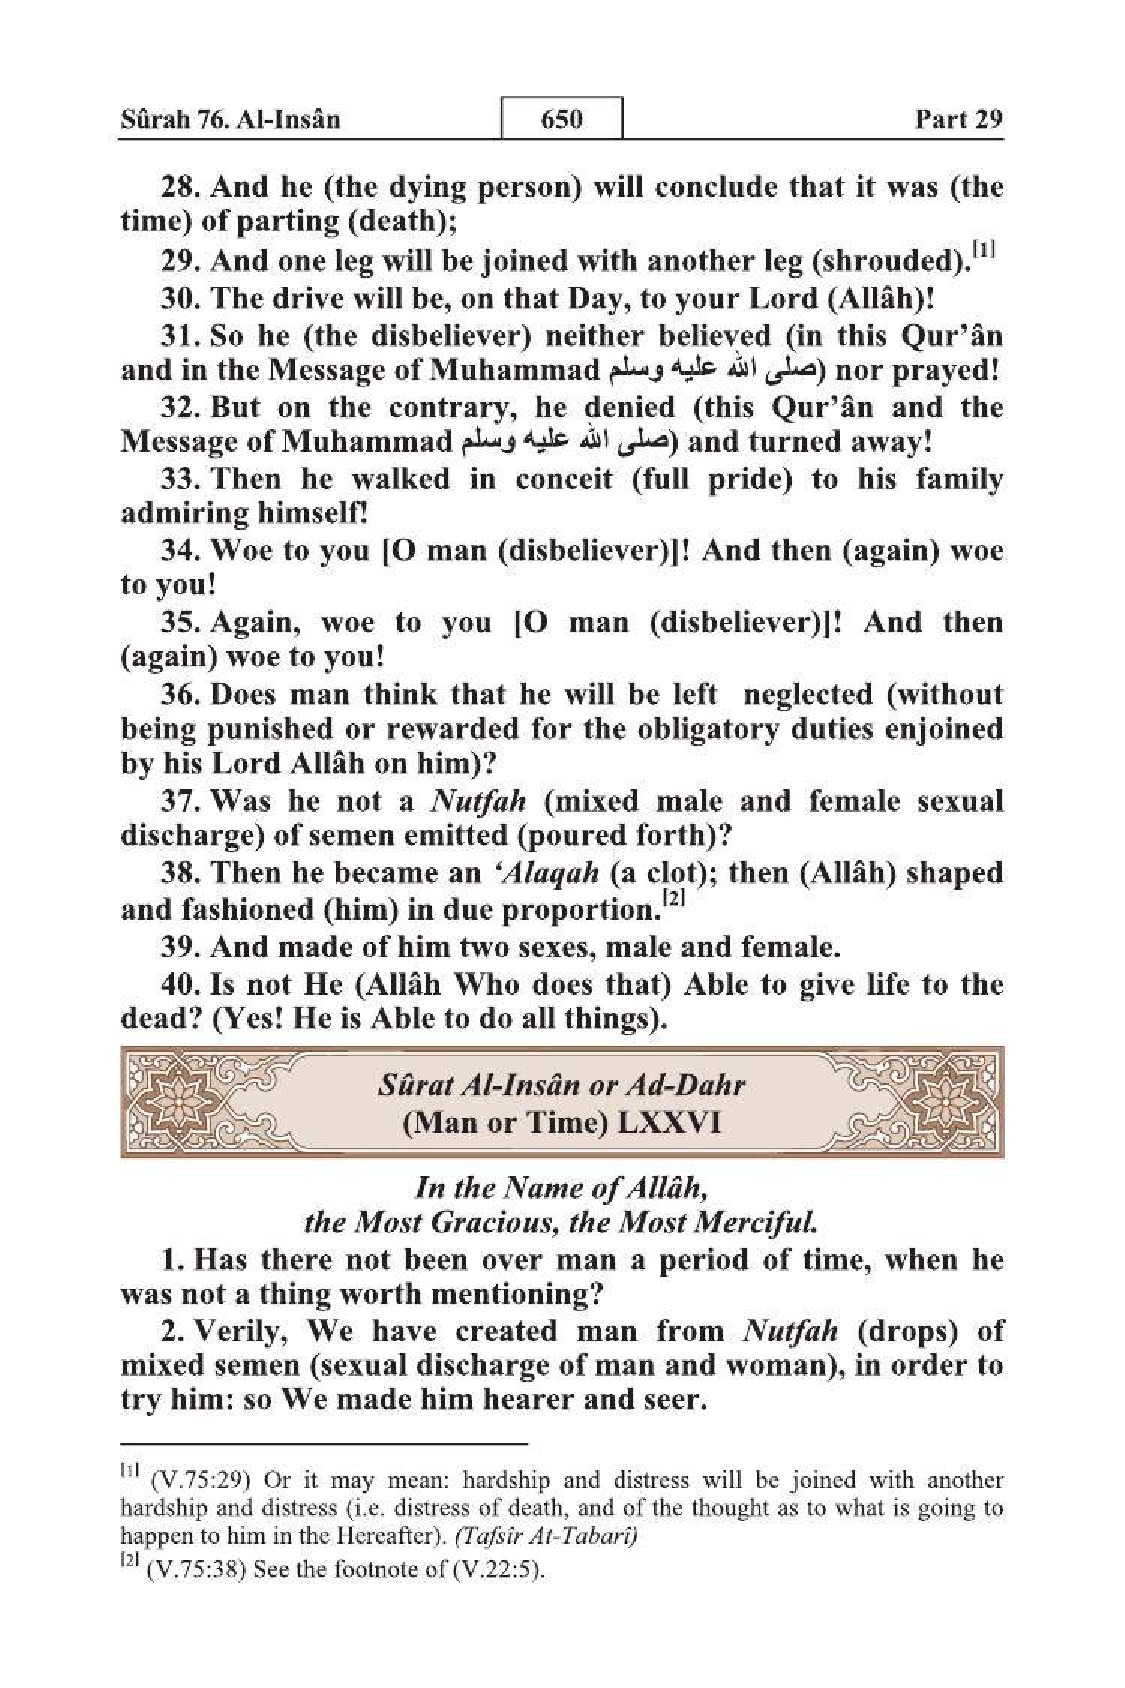 Sûrah 76. Al-Insân 650 Part 29
28. And he (the dying person) will conclude that it was (the
time) of parting (death);
29. And one leg will be joined with another leg (shrouded).[1]
30. The drive will be, on that Day, to your Lord (Allâh)!
31. So he (the disbeliever) neither believed (in this Qur’ân
and in the Message of Muhammad صلى الله عليه وسلم) nor prayed!
32. But on the contrary, he denied (this Qur’ân and the
Message of Muhammad صلى الله عليه وسلم) and turned away!
33. Then he walked in conceit (full pride) to his family
admiring himself!
34. Woe to you [O man (disbeliever)]! And then (again) woe
to you!
35. Again, woe to you [O man (disbeliever)]! And then
(again) woe to you!
36. Does man think that he will be left neglected (without
being punished or rewarded for the obligatory duties enjoined
by his Lord Allâh on him)?
37. Was he not a Nutfah (mixed male and female sexual
discharge) of semen emitted (poured forth)?
38. Then he became an ‘Alaqah (a clot); then (Allâh) shaped
and fashioned (him) in due proportion.[2]
39. And made of him two sexes, male and female.
40. Is not He (Allâh Who does that) Able to give life to the
dead? (Yes! He is Able to do all things).
Sûrat Al-Insân or Ad-Dahr
(Man or Time) LXXVI
In the Name of Allâh,
the Most Gracious, the Most Merciful.
1. Has there not been over man a period of time, when he
was not a thing worth mentioning?
2. Verily, We have created man from Nutfah (drops) of
mixed semen (sexual discharge of man and woman), in order to
try him: so We made him hearer and seer.
[1] (V.75:29) Or it may mean: hardship and distress will be joined with another
hardship and distress (i.e. distress of death, and of the thought as to what is going to
happen to him in the Hereafter). (Tafsîr At-Tabarî)
[2] (V.75:38) See the footnote of (V.22:5).